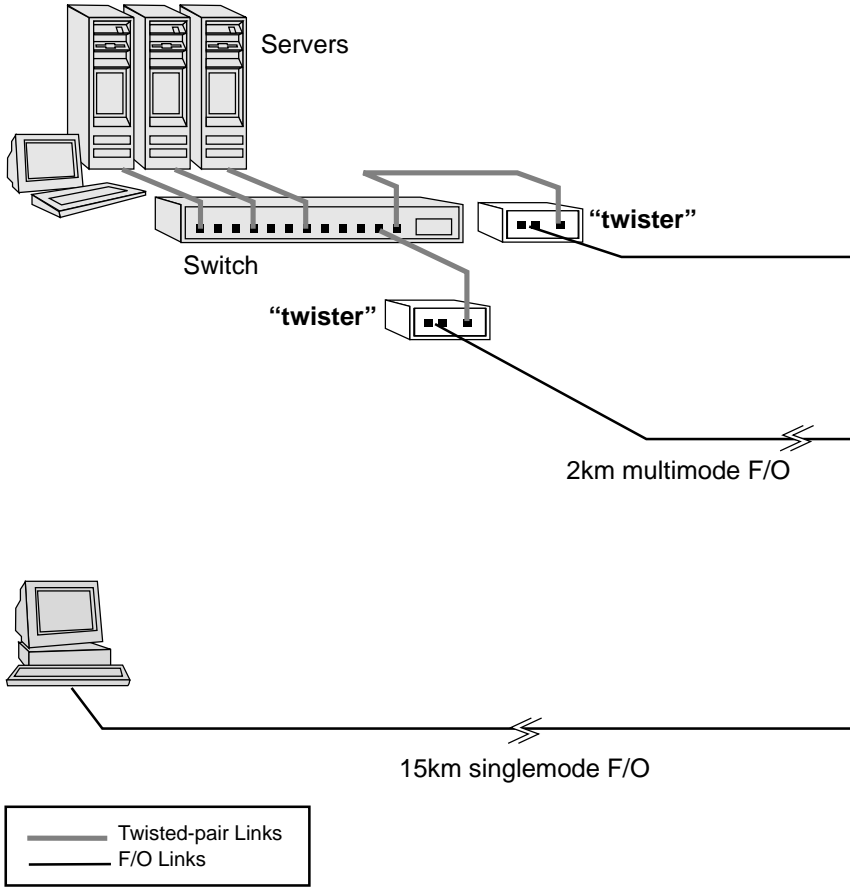 Servers
“twister”
Switch
“twister”
2km multimode F/O
15km singlemode F/O
Twisted-pair Links
F/O Links